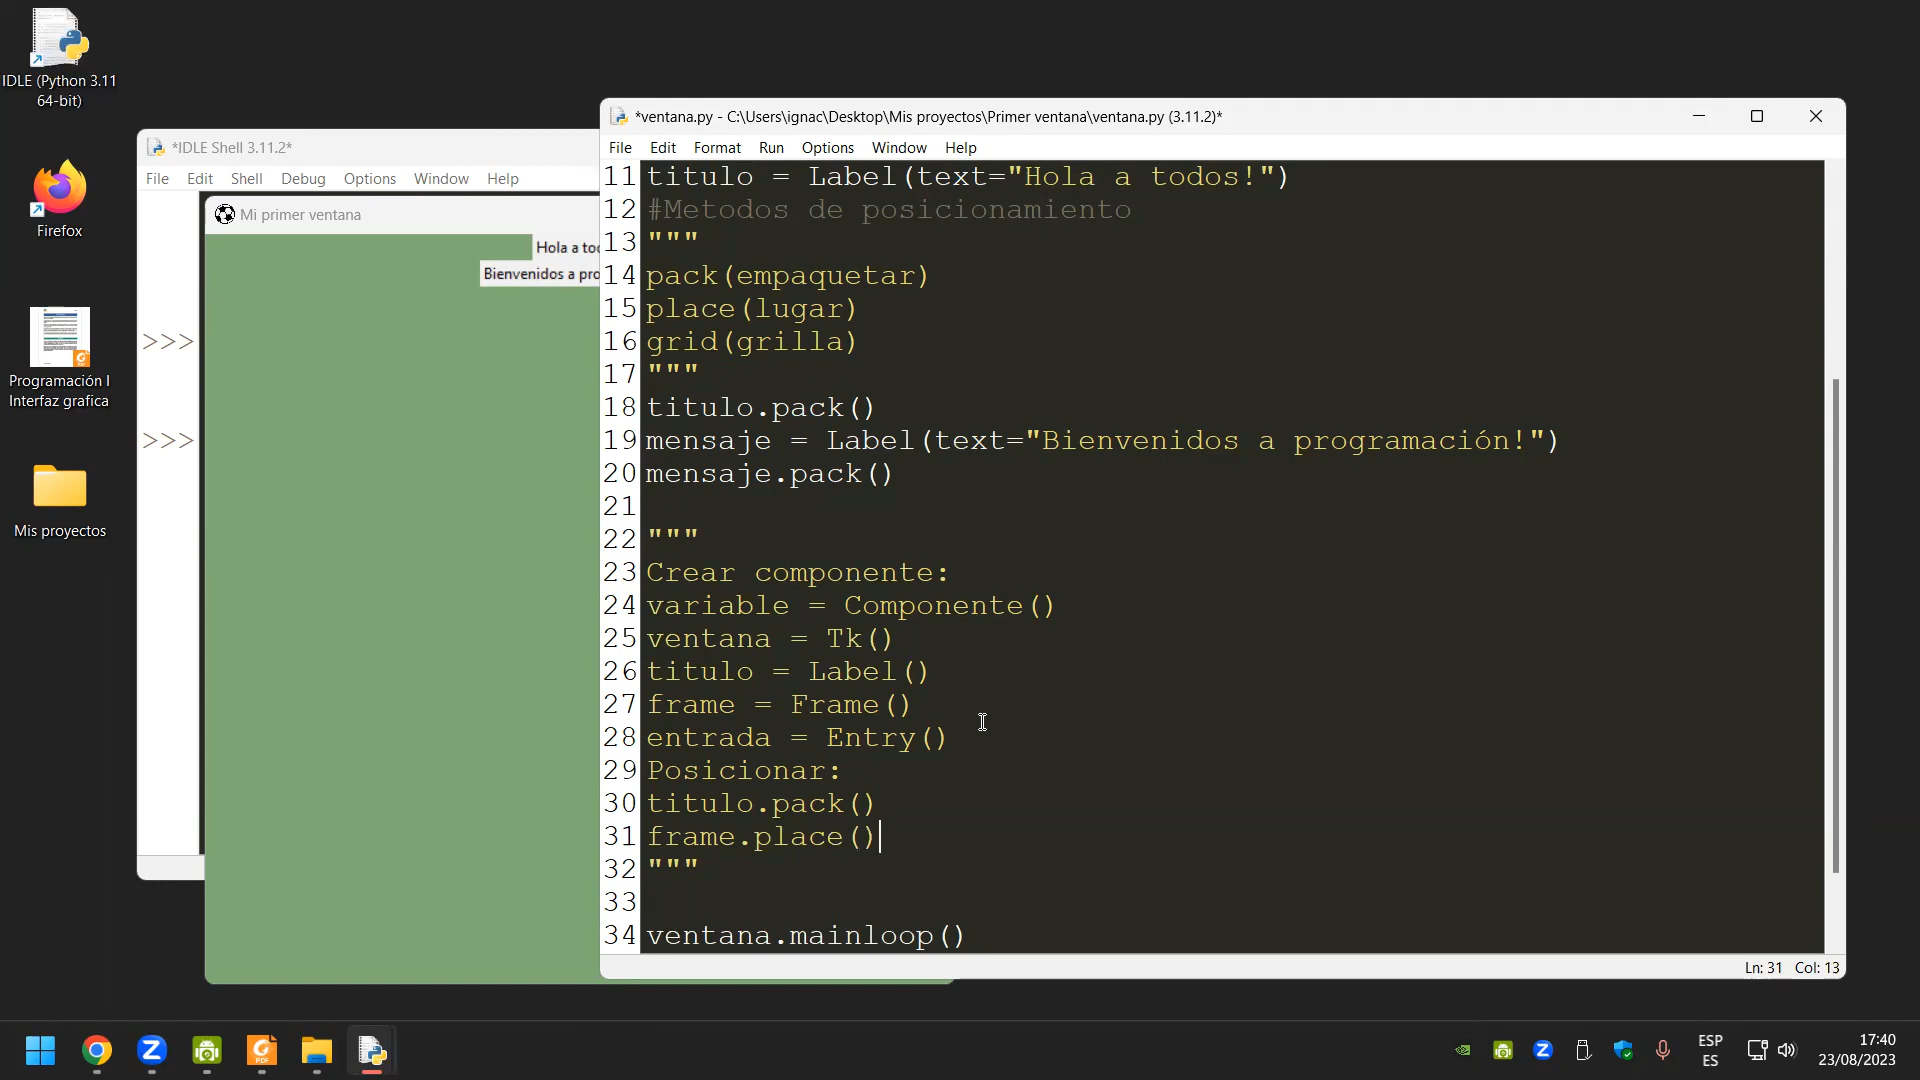 IDLE (Python 3.11
64-bit)
Firefox
Programación I
Interfaz grafica
Mis proyectos
*IDLE Shell 3.11.2*
File Edit Shell Debug Options Window Help
>>>
>>>
Mi primer ventana
Hola a to
Bienvenidos a pro
*ventana.py - C:\Users\ignac\Desktop\Mis proyectos\Primer ventana\ventana.py (3.11.2)*
File Edit Format Run Options Window Help
11 titulo = Label(text="Hola a todos!")
12 #Metodos de posicionamiento
13 """
14 pack(empaquetar)
15 place(lugar)
16 grid(grilla)
17 """
18 titulo.pack()
19 mensaje = Label(text="Bienvenidos a programación!")
20 mensaje.pack()
21
22 """
23 Crear componente:
24 variable = Componente()
25 ventana = Tk()
26 titulo = Label()
27 frame = Frame()
28 entrada = Entry()
29 Posicionar:
30 titulo.pack()
31 frame.place()
32 """
33
34 ventana.mainloop()
Ln: 31 Col: 13
ESP
ES
17:40
23/08/2023